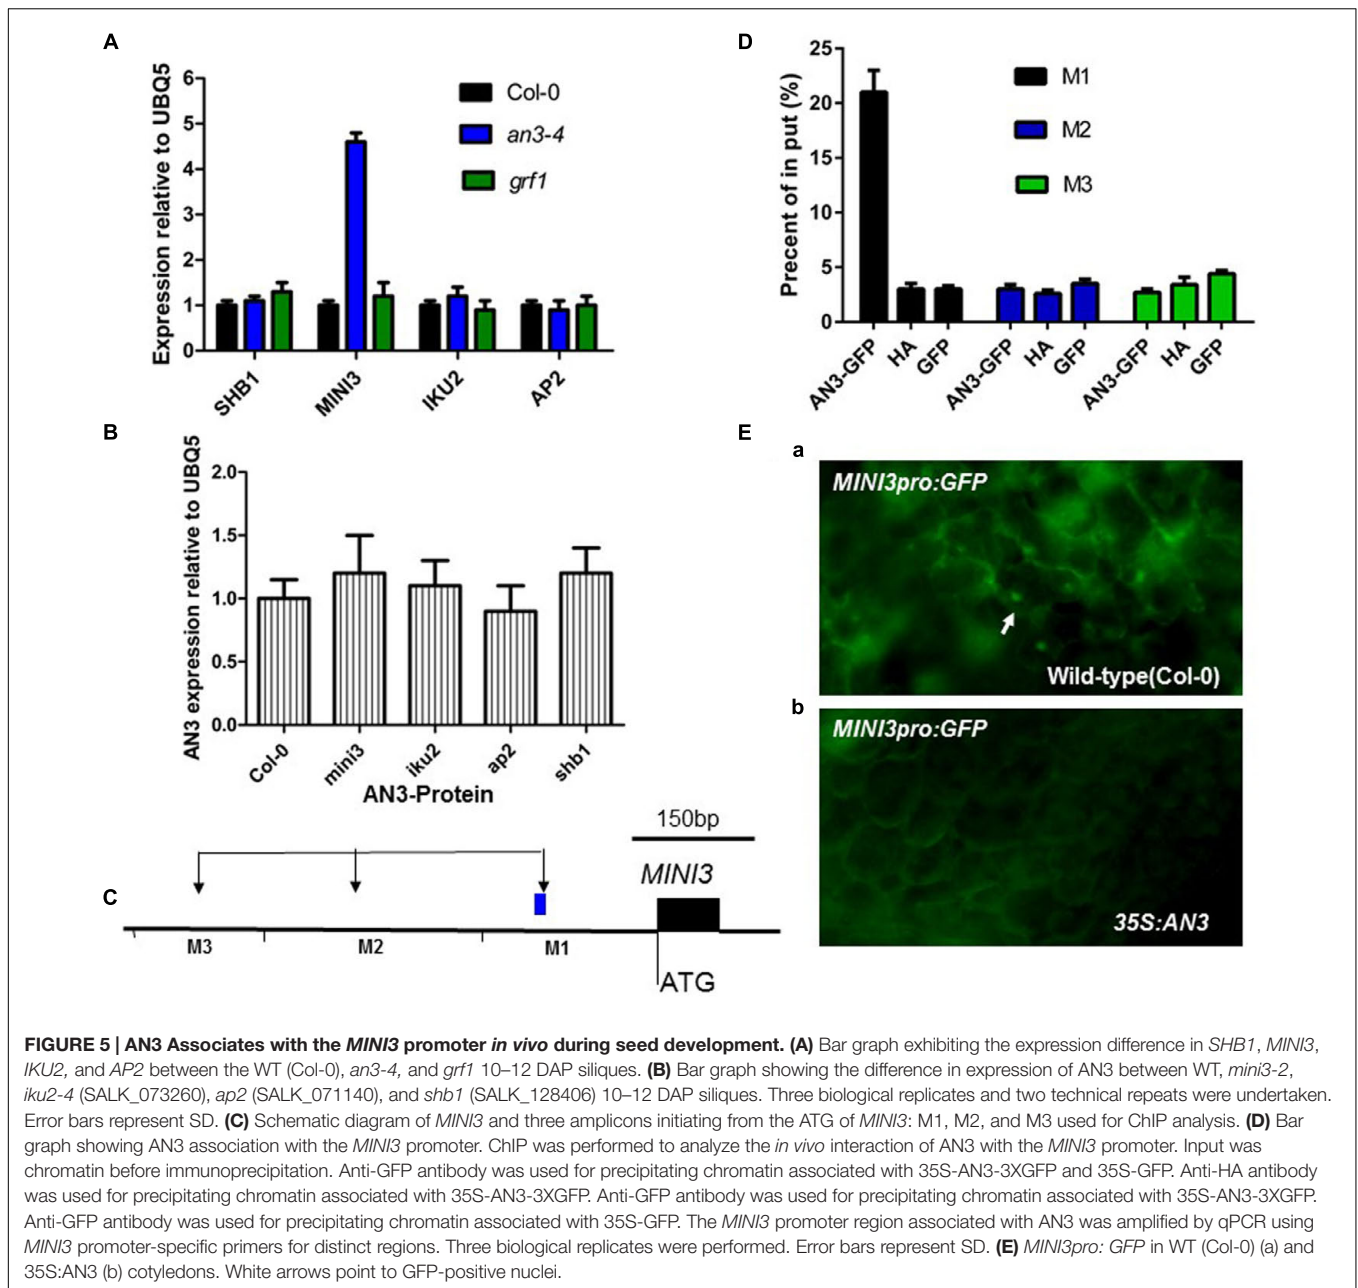 A
Expression relative to UBQ5
6
5
4
3
2
1
0
Col-0
an3-4
grf1
SHB1
MINI3
IKU2
AP2
B
AN3 expression relative to UBQ5
2.0
1.5
1.0
0.5
0.0
Col-0
mini3
iku2
ap2
shb1
AN3-Protein
C
150bp
MINI3
M3
M2
M1
ATG
D
Precent of in put (%)
25
20
15
10
5
0
M1
M2
M3
AN3-GFP
HA
GFP
AN3-GFP
HA
GFP
AN3-GFP
HA
GFP
E
a
MINI3pro:GFP
Wild-type(Col-0)
b
MINI3pro:GFP
35S:AN3
FIGURE 5 | AN3 Associates with the MINI3 promoter in vivo during seed development. (A) Bar graph exhibiting the expression difference in SHB1, MINI3,
IKU2, and AP2 between the WT (Col-0), an3-4, and grf1 10–12 DAP siliques. (B) Bar graph showing the difference in expression of AN3 between WT, mini3-2,
iku2-4 (SALK_073260), ap2 (SALK_071140), and shb1 (SALK_128406) 10–12 DAP siliques. Three biological replicates and two technical repeats were undertaken.
Error bars represent SD. (C) Schematic diagram of MINI3 and three amplicons initiating from the ATG of MINI3: M1, M2, and M3 used for ChIP analysis. (D) Bar
graph showing AN3 association with the MINI3 promoter. ChIP was performed to analyze the in vivo interaction of AN3 with the MINI3 promoter. Input was
chromatin before immunoprecipitation. Anti-GFP antibody was used for precipitating chromatin associated with 35S-AN3-3XGFP and 35S-GFP. Anti-HA antibody
was used for precipitating chromatin associated with 35S-AN3-3XGFP. Anti-GFP antibody was used for precipitating chromatin associated with 35S-AN3-3XGFP.
Anti-GFP antibody was used for precipitating chromatin associated with 35S-GFP. The MINI3 promoter region associated with AN3 was amplified by qPCR using
MINI3 promoter-specific primers for distinct regions. Three biological replicates were performed. Error bars represent SD. (E) MINI3pro: GFP in WT (Col-0) (a) and
35S:AN3 (b) cotyledons. White arrows point to GFP-positive nuclei.